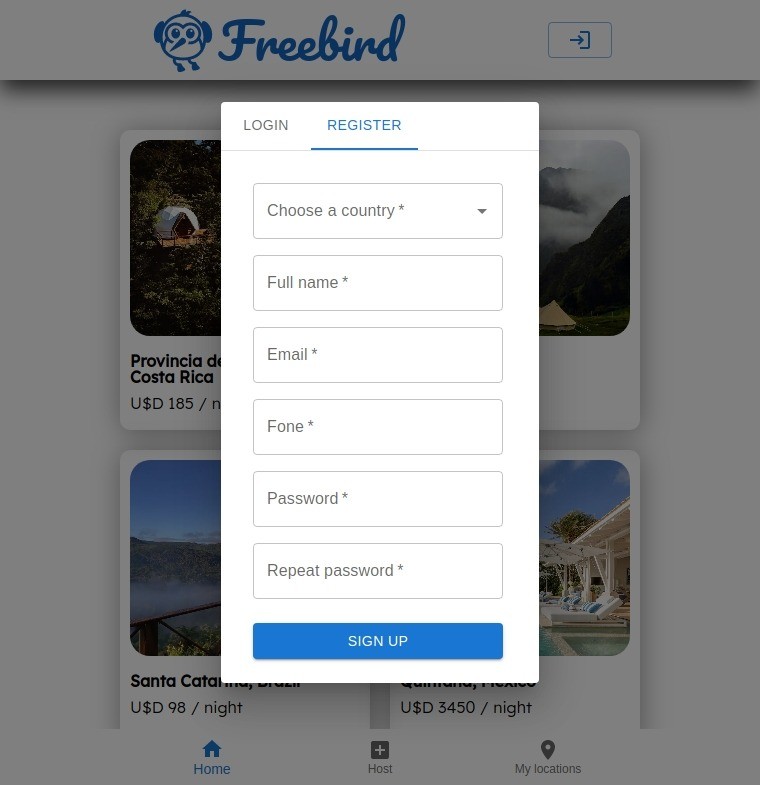 Freebird
LOGIN
REGISTER
Choose a country *
Full name *
Email *
Fone *
Password *
Repeat password *
SIGN UP
Provincia de
Costa Rica
U$D 185 / n
Santa Catarina, Brazil
U$D 98 / night
Quintana, Mexico
U$D 3450 / night
Home
Host
My locations